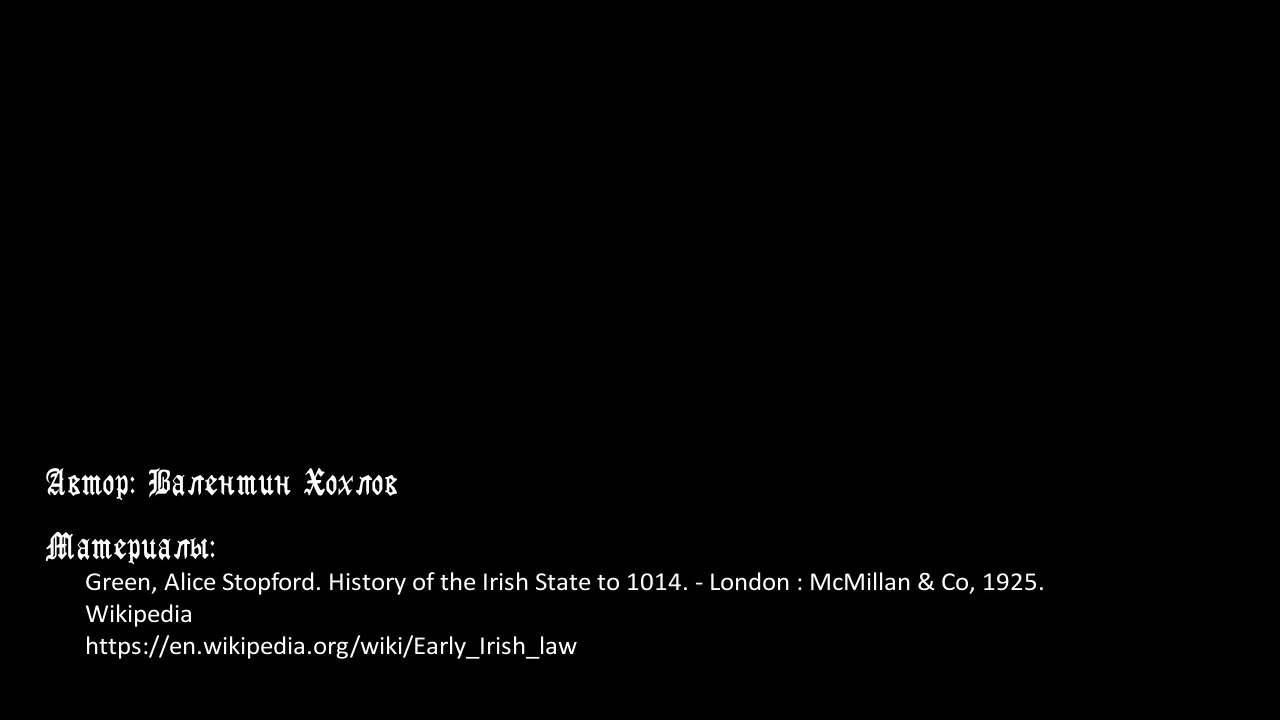 Автор: Валентин Хохлов
Материалы:
Green, Alice Stopford. History of the Irish State to 1014. - London : McMillan & Co, 1925.
Wikipedia
https://en.wikipedia.org/wiki/Early_Irish_law